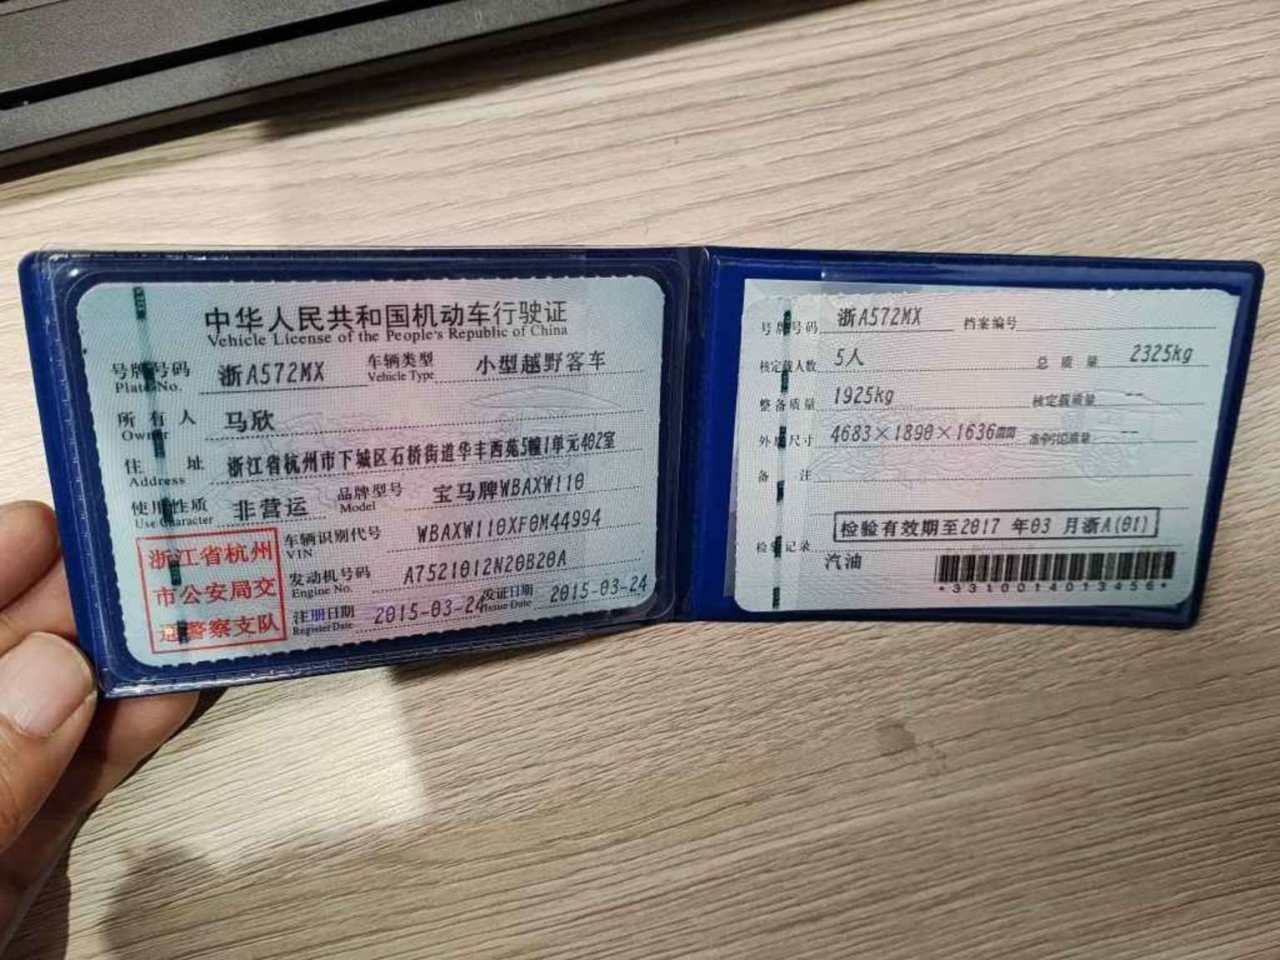 中华人民共和国机动车行驶证
Vehicle License of the People's Republic of China
号牌号码 浙A572MX 车辆类型 小型越野客车
Plate No. Vehicle Type
所有人 马欣
Owner
住址 浙江省杭州市下城区石桥街道华丰西苑5幢1单元402室
Address
使用性质 非营运 品牌型号 宝马牌WBAXW110
Use Character Model
浙江省杭州
市公安局交
通警察支队
车辆识别代号 WBAXW110XF0M44994
VIN
发动机号码 A7521012N20B20A
Engine No.
注册日期 2015-03-24 发证日期 2015-03-24
Register Date Issue Date
号牌号码 浙A572MX 档案编号
核定载人数 5人 总质量 2325kg
整备质量 1925kg 核定载质量 --
外廓尺寸 4683×1890×1636mm 准牵引总质量 --
备注
检验有效期至2017 年03 月浙A(01)
检验记录
汽油
*3310014013456*